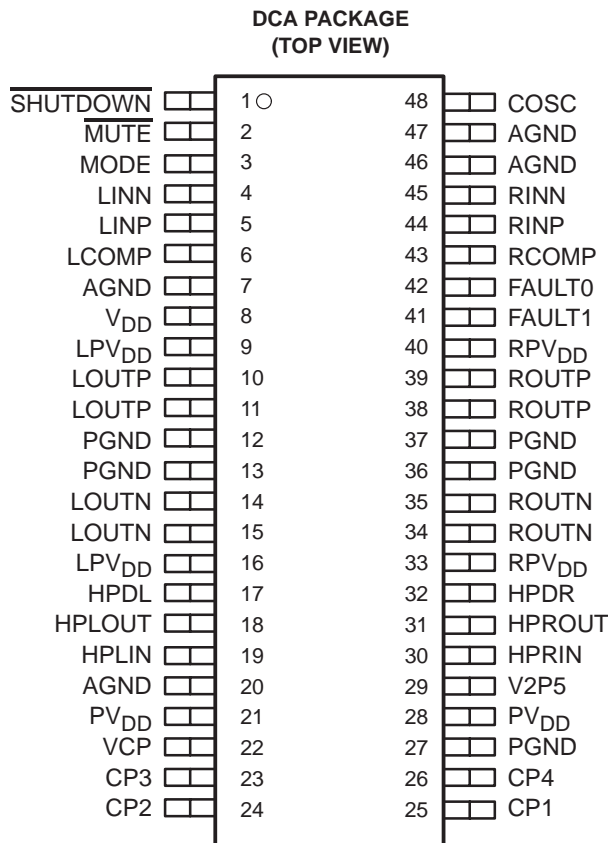 DCA PACKAGE
(TOP VIEW)
SHUTDOWN 1 48 COSC
MUTE 2 47 AGND
MODE 3 46 AGND
LINN 4 45 RINN
LINP 5 44 RINP
LCOMP 6 43 RCOMP
AGND 7 42 FAULT0
VDD 8 41 FAULT1
LPVDD 9 40 RPVDD
LOUTP 10 39 ROUTP
LOUTP 11 38 ROUTP
PGND 12 37 PGND
PGND 13 36 PGND
LOUTN 14 35 ROUTN
LOUTN 15 34 ROUTN
LPVDD 16 33 RPVDD
HPDL 17 32 HPDR
HPLOUT 18 31 HPROUT
HPLIN 19 30 HPRIN
AGND 20 29 V2P5
PVDD 21 28 PVDD
VCP 22 27 PGND
CP3 23 26 CP4
CP2 24 25 CP1